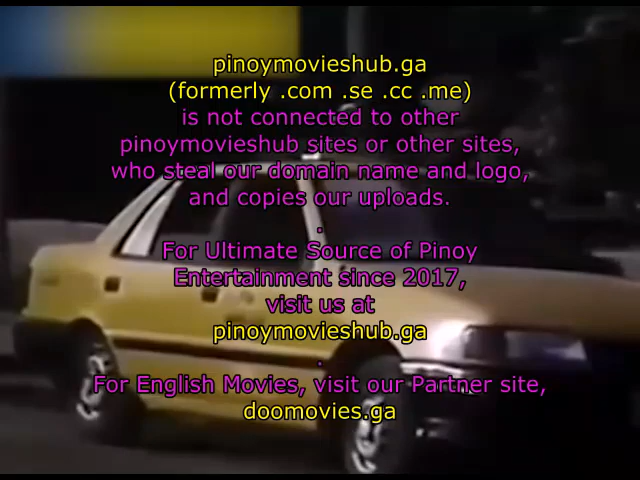 pinoymovieshub.ga
(formerly .com .se .cc .me)
is not connected to other
pinoymovieshub sites or other sites,
who steal our domain name and logo,
and copies our uploads.
.
For Ultimate Source of Pinoy
Entertainment since 2017,
visit us at
pinoymovieshub.ga
.
For English Movies, visit our Partner site,
doomovies.ga